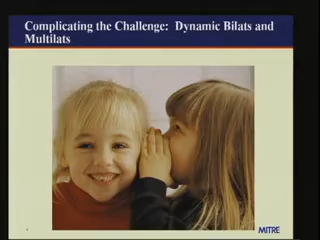 Complicating the Challenge: Dynamic Bilats and
Multilats
MITRE